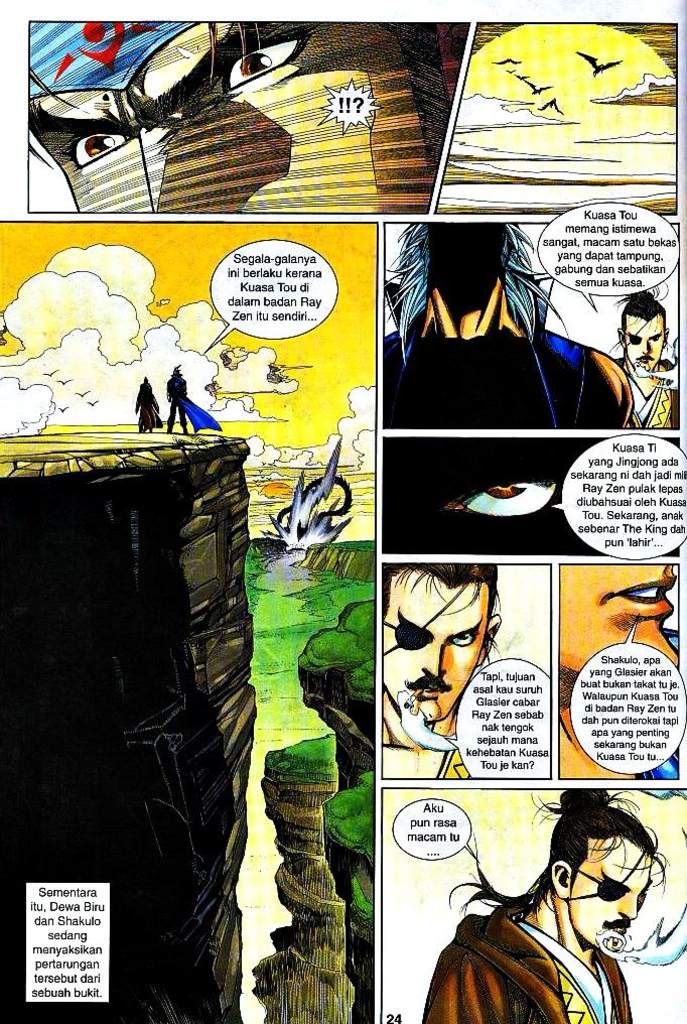 !!?
Segala-galanya
ini berlaku kerana
Kuasa Tou di
dalam badan Ray
Zen itu sendiri...
Sementara
itu, Dewa Biru
dan Shakulo
sedang
menyaksikan
pertarungan
tersebut dari
sebuah bukit.
Kuasa Tou
memang istimewa
sangat, macam satu bekas
yang dapat tampung,
gabung dan sebatikan
semua kuasa.
Kuasa Ti
yang Jingjong ada
sekarang ni dah jadi mil
Ray Zen pulak lepas
diubahsuai oleh Kuasa
Tou. Sekarang, anak
sebenar The King dah
pun 'lahir'...
Tapi, tujuan
asal kau suruh
Glasier cabar
Ray Zen sebab
nak tengok
sejauh mana
kehebatan Kuasa
Tou je kan?
Shakulo, apa
yang Glasier akan
buat bukan takat tu je.
Walaupun Kuasa Tou
di badan Ray Zen tu
dah pun diterokai tapi
apa yang penting
sekarang bukan
Kuasa Tou tu...
Aku
pun rasa
macam tu
....
24